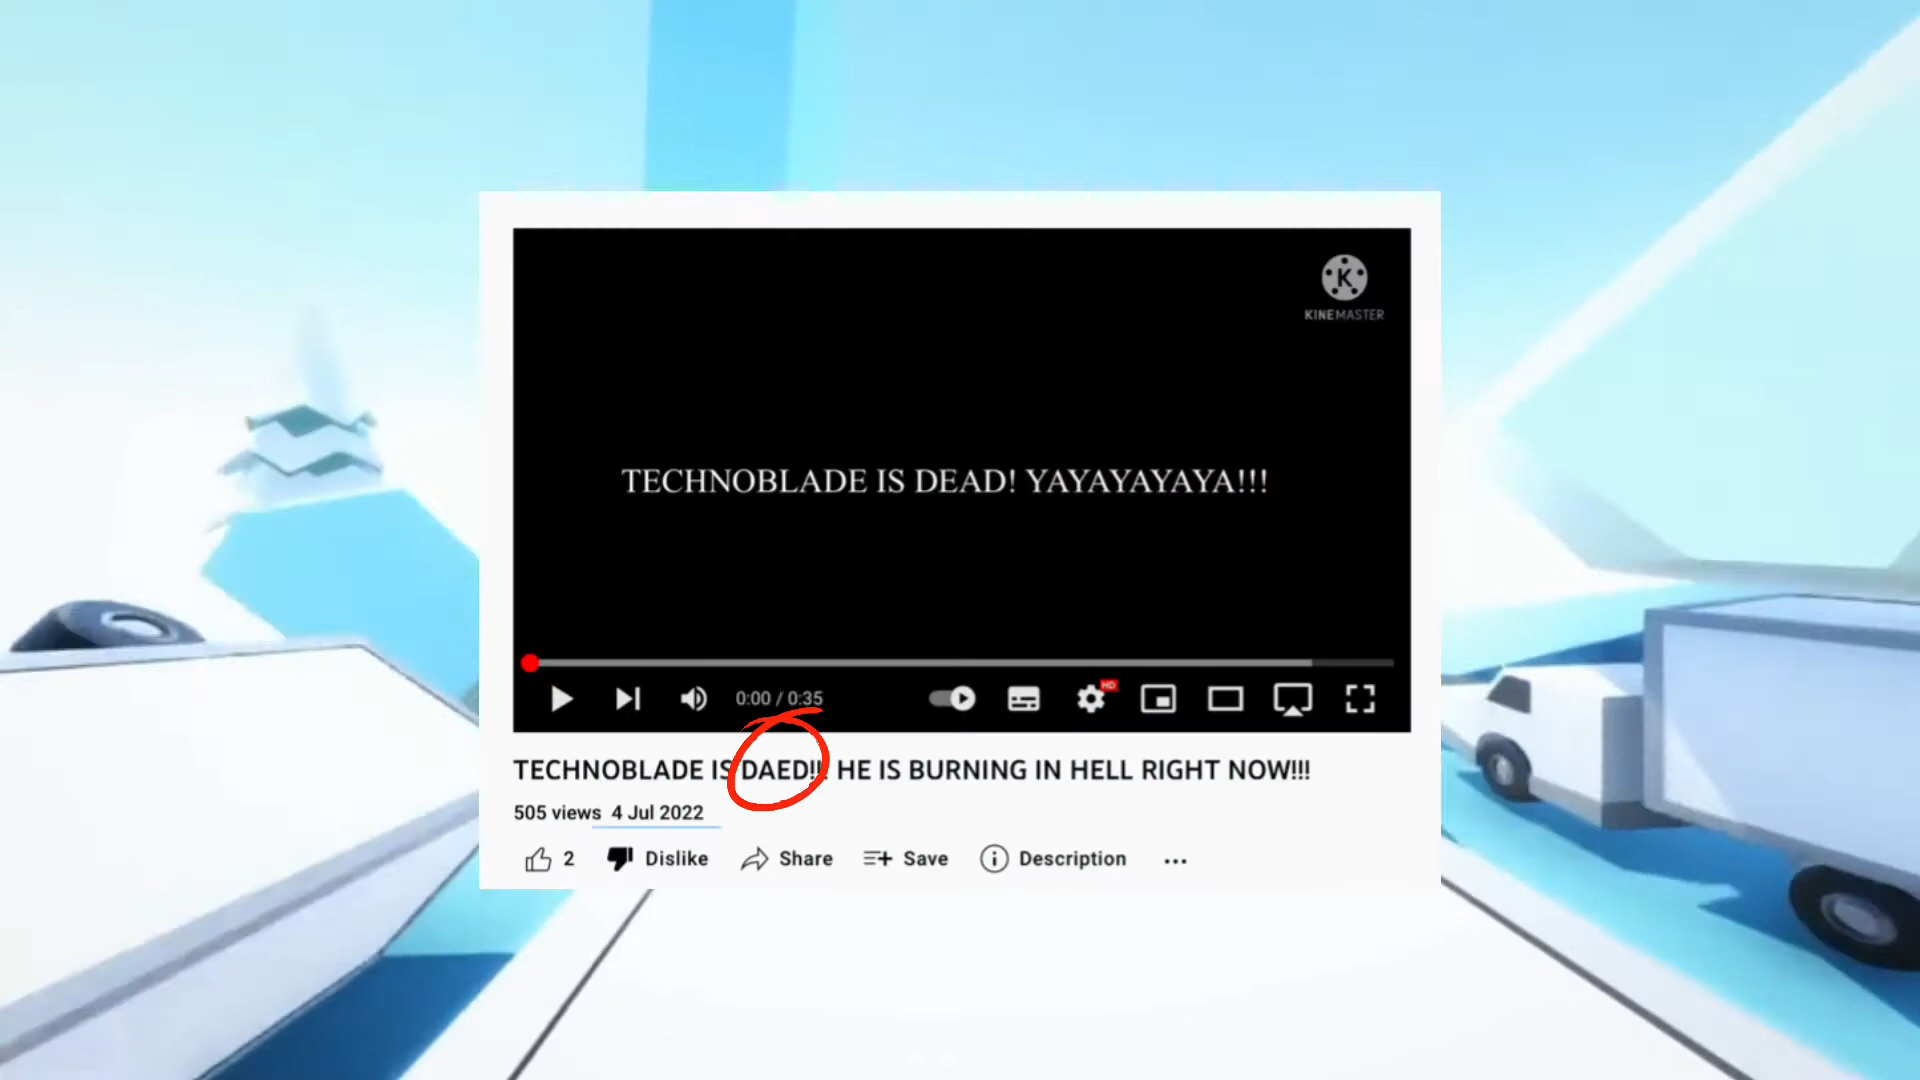 K
KINEMASTER
TECHNOBLADE IS DEAD! YAYAYAYAYA!!!
0:00 / 0:35
HD
TECHNOBLADE IS DAED!!! HE IS BURNING IN HELL RIGHT NOW!!!
505 views 4 Jul 2022
2 Dislike Share Save Description ...